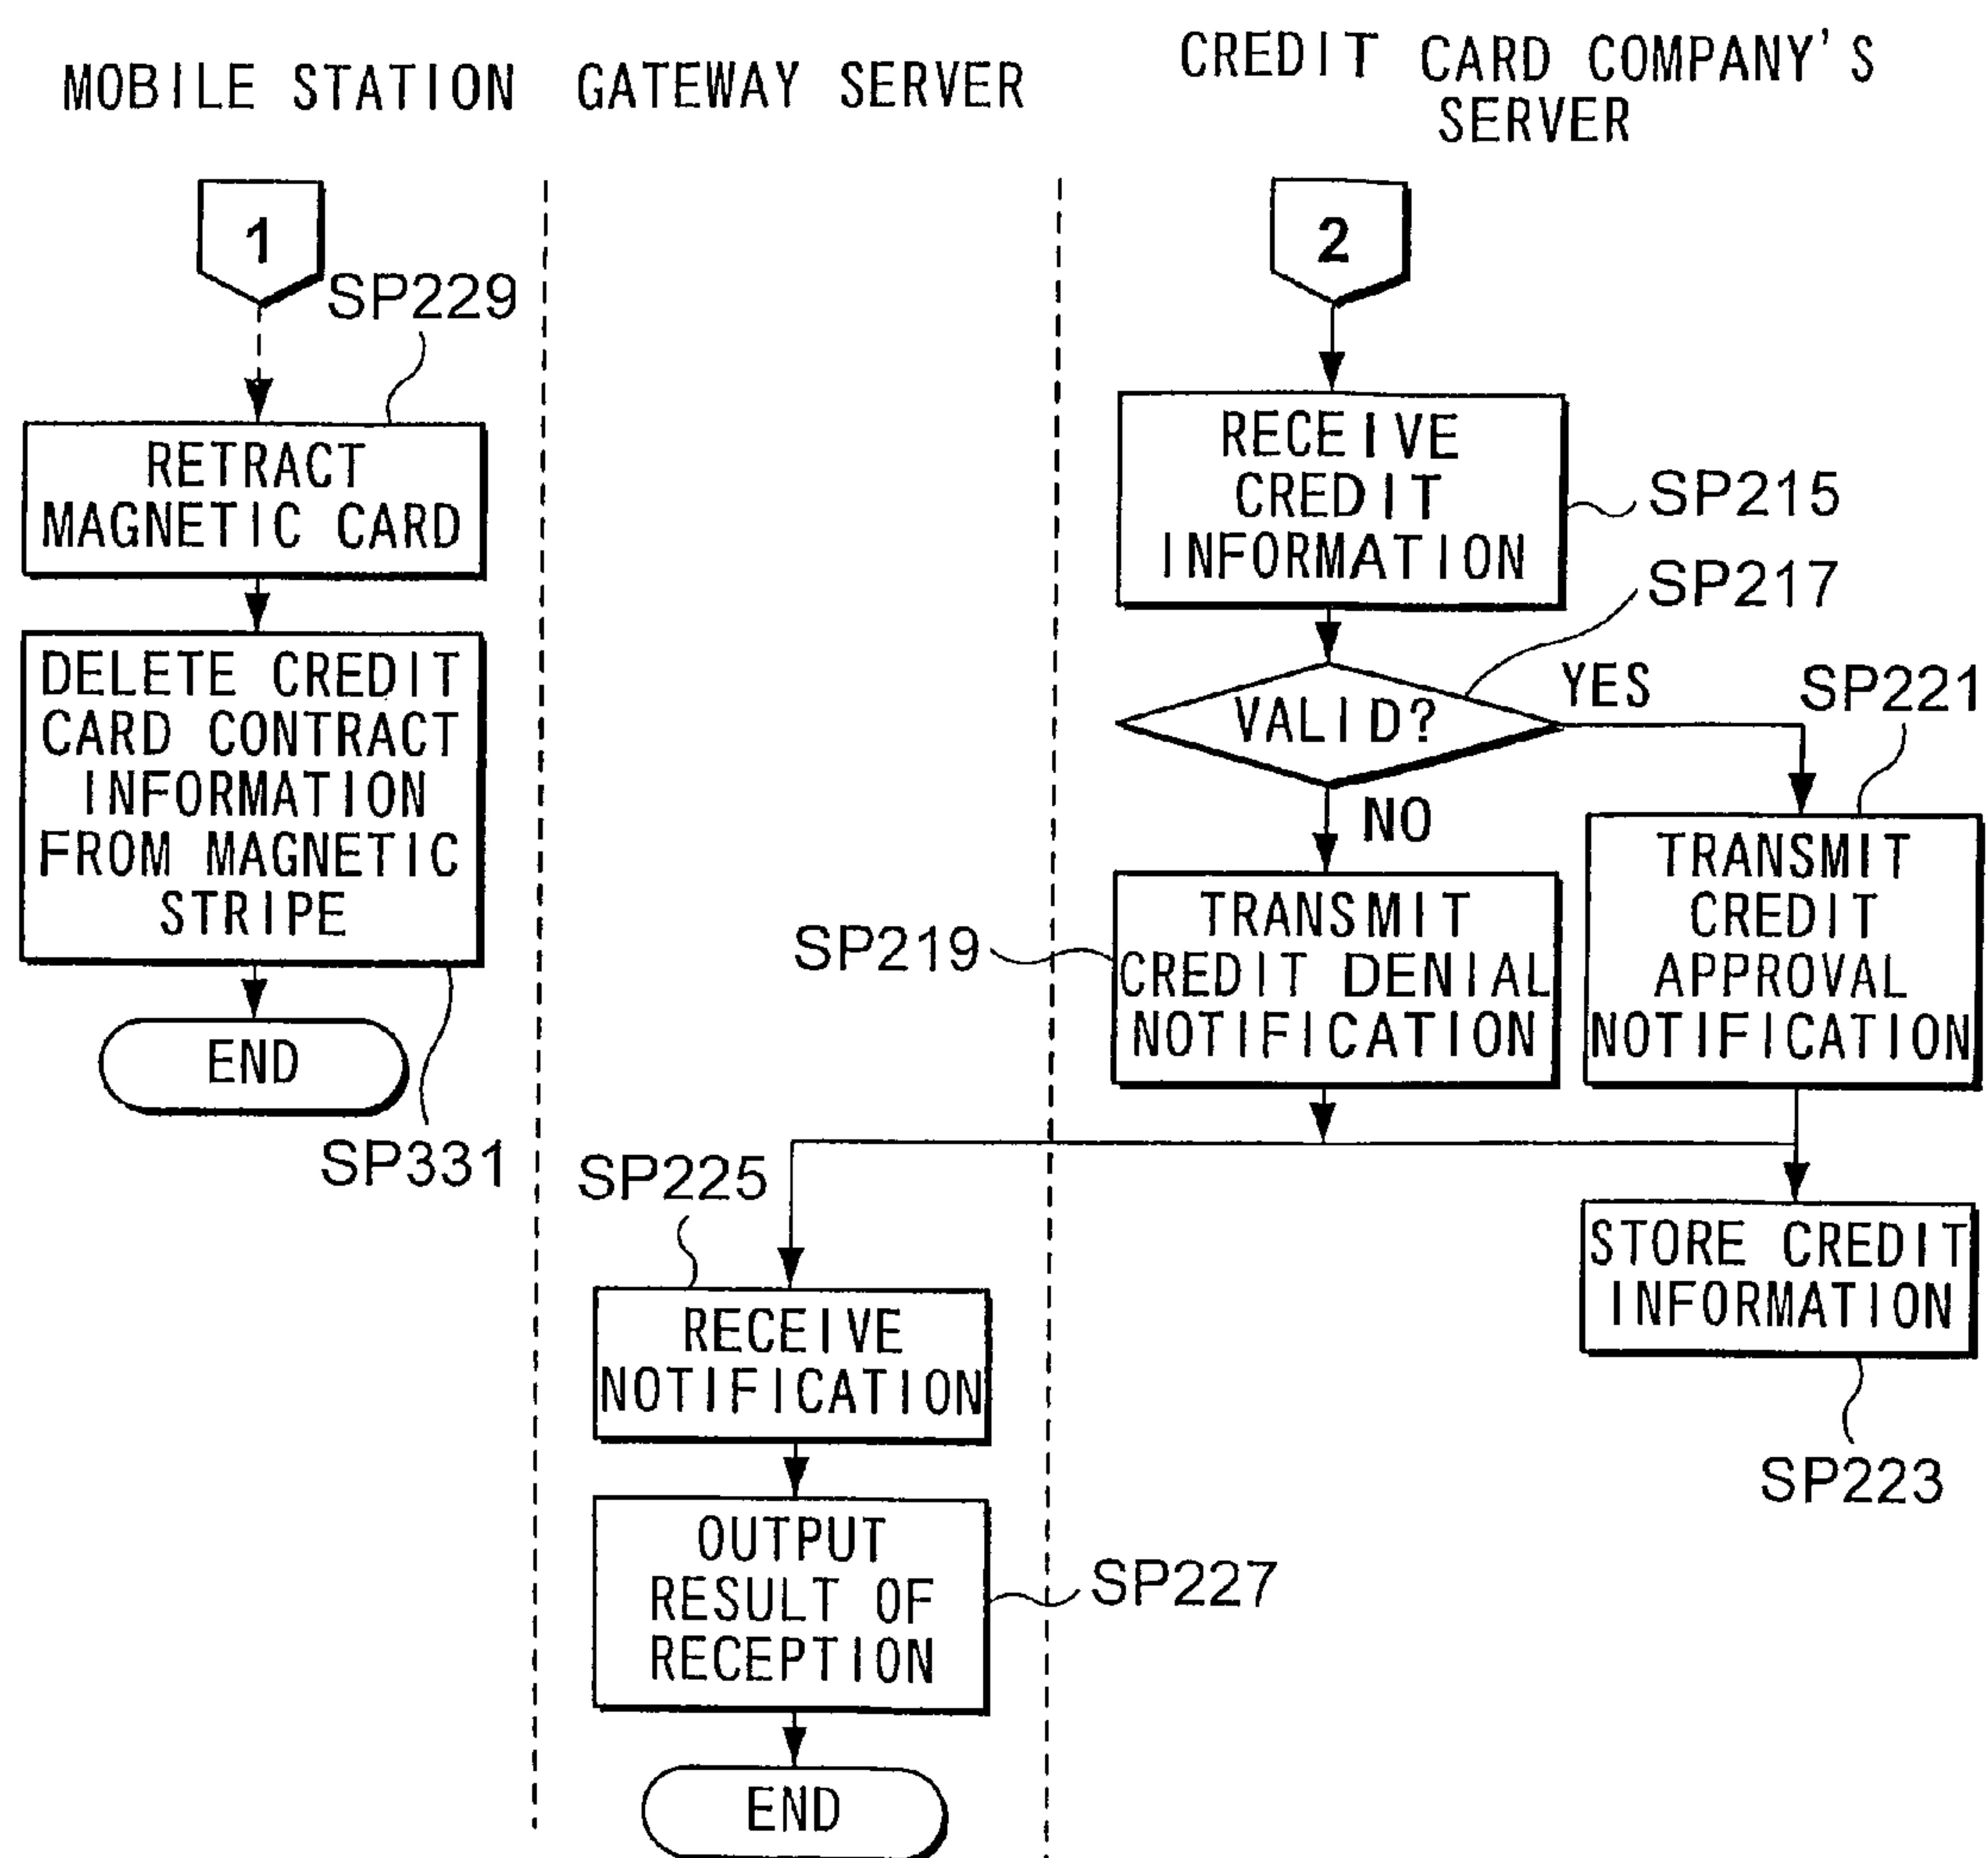 MOBILE STATION
GATEWAY SERVER
CREDIT CARD COMPANY'S
SERVER
1
SP229
RETRACT
MAGNETIC CARD
DELETE CREDIT
CARD CONTRACT
INFORMATION
FROM MAGNETIC
STRIPE
END
SP331
2
RECEIVE
CREDIT
INFORMATION
SP215
SP217
VALID?
YES
SP221
NO
TRANSMIT
CREDIT DENIAL
NOTIFICATION
SP219
TRANSMIT
CREDIT
APPROVAL
NOTIFICATION
STORE CREDIT
INFORMATION
SP223
SP225
RECEIVE
NOTIFICATION
OUTPUT
RESULT OF
RECEPTION
SP227
END